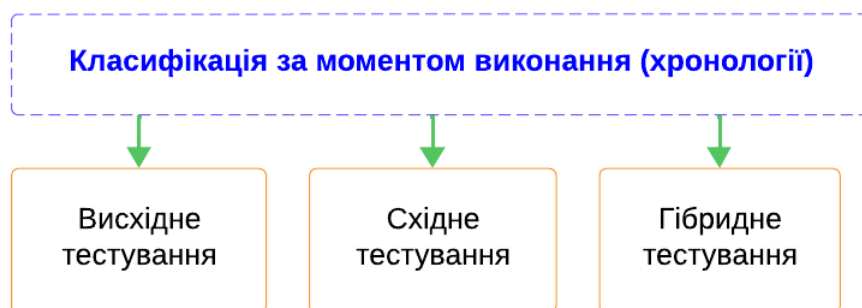 Класифікація за моментом виконання (хронології)
Висхідне
тестування
Східне
тестування
Гібридне
тестування